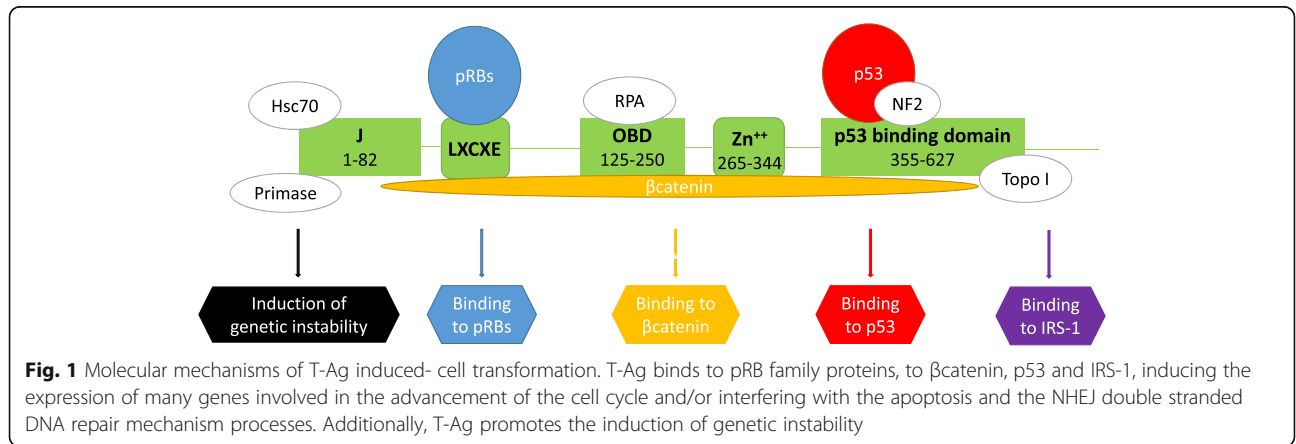 pRBs
p53
Hsc70
RPA
NF2
J
1-82
LXCXE
OBD
125-250
Zn⁺⁺
265-344
p53 binding domain
355-627
Primase
βcatenin
Topo I
Induction of
genetic instability
Binding
to pRBs
Binding to
βcatenin
Binding
to p53
Binding
to IRS-1
Fig. 1 Molecular mechanisms of T-Ag induced- cell transformation. T-Ag binds to pRB family proteins, to βcatenin, p53 and IRS-1, inducing the
expression of many genes involved in the advancement of the cell cycle and/or interfering with the apoptosis and the NHEJ double stranded
DNA repair mechanism processes. Additionally, T-Ag promotes the induction of genetic instability